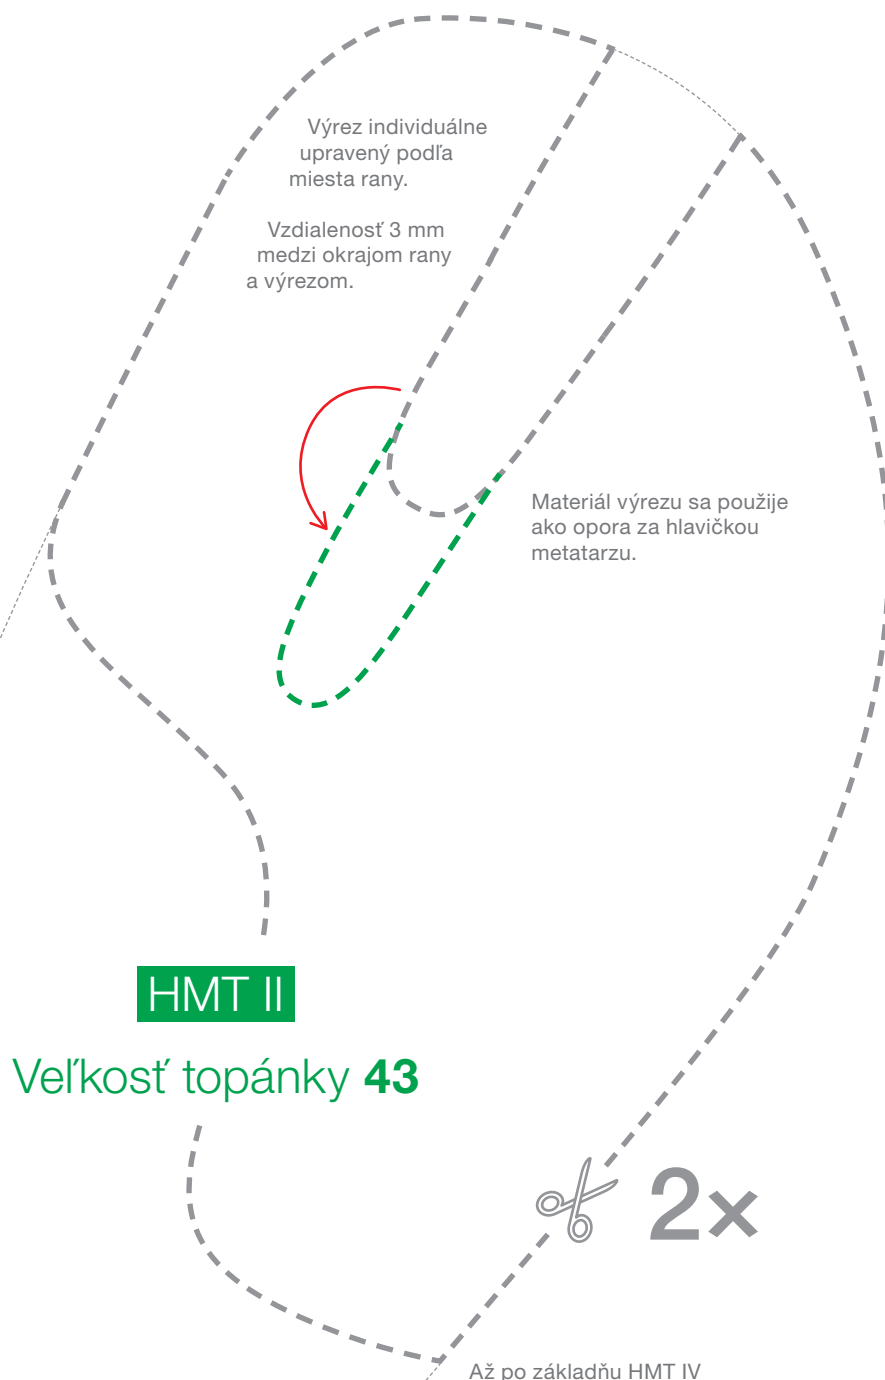 Výrez individuálne
upravený podľa
miesta rany.
Vzdialenosť 3 mm
medzi okrajom rany
a výrezom.
Materiál výrezu sa použije
ako opora za hlavičkou
metatarzu.
HMT II
Veľkosť topánky 43
2×
Až po základňu HMT IV